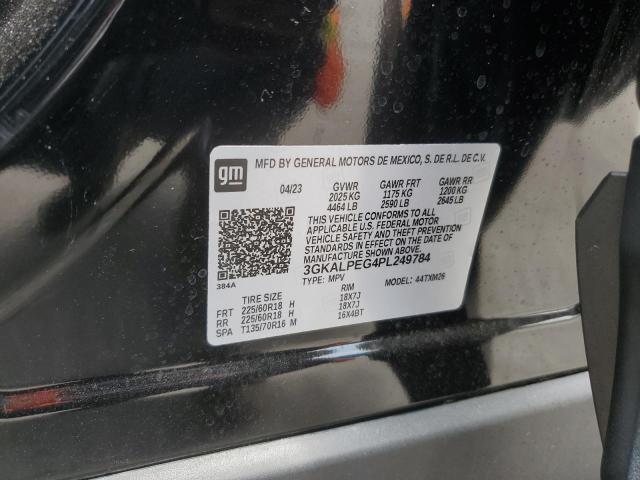 gm
MFD BY GENERAL MOTORS DE MEXICO, S. DE R.L. DE C.V.
04/23 GVWR GAWR FRT GAWR RR
2025 KG 1175 KG 1200 KG
4464 LB 2590 LB 2645 LB
THIS VEHICLE CONFORMS TO ALL
APPLICABLE U.S. FEDERAL MOTOR
VEHICLE SAFETY AND THEFT PREVENTION
STANDARDS IN EFFECT ON THE DATE OF
MANUFACTURE SHOWN ABOVE.
3GKALPEG4PL249784
384A
TYPE: MPV MODEL: 44TXM26
TIRE SIZE RIM
FRT 225/60R18 H 18X7J
RR 225/60R18 H 18X7J
SPA T135/70R16 M 16X4BT